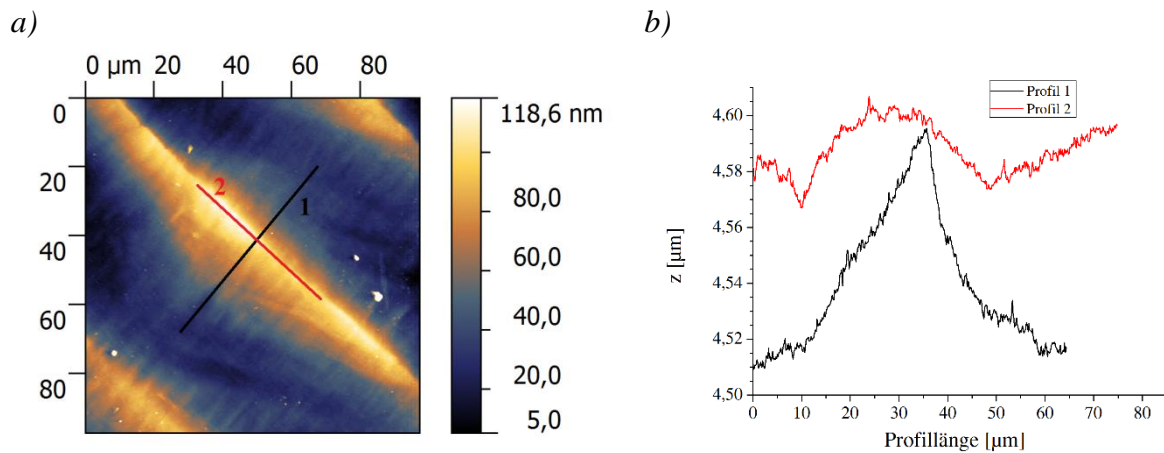 a)
0 µm 20 40 60 80
0
20
40
60
80
2
1
118,6 nm
80,0
60,0
40,0
20,0
5,0
b)
Profil 1
Profil 2
4,60
4,58
4,56
4,54
4,52
4,50
z [µm]
0 10 20 30 40 50 60 70 80
Profillänge [µm]